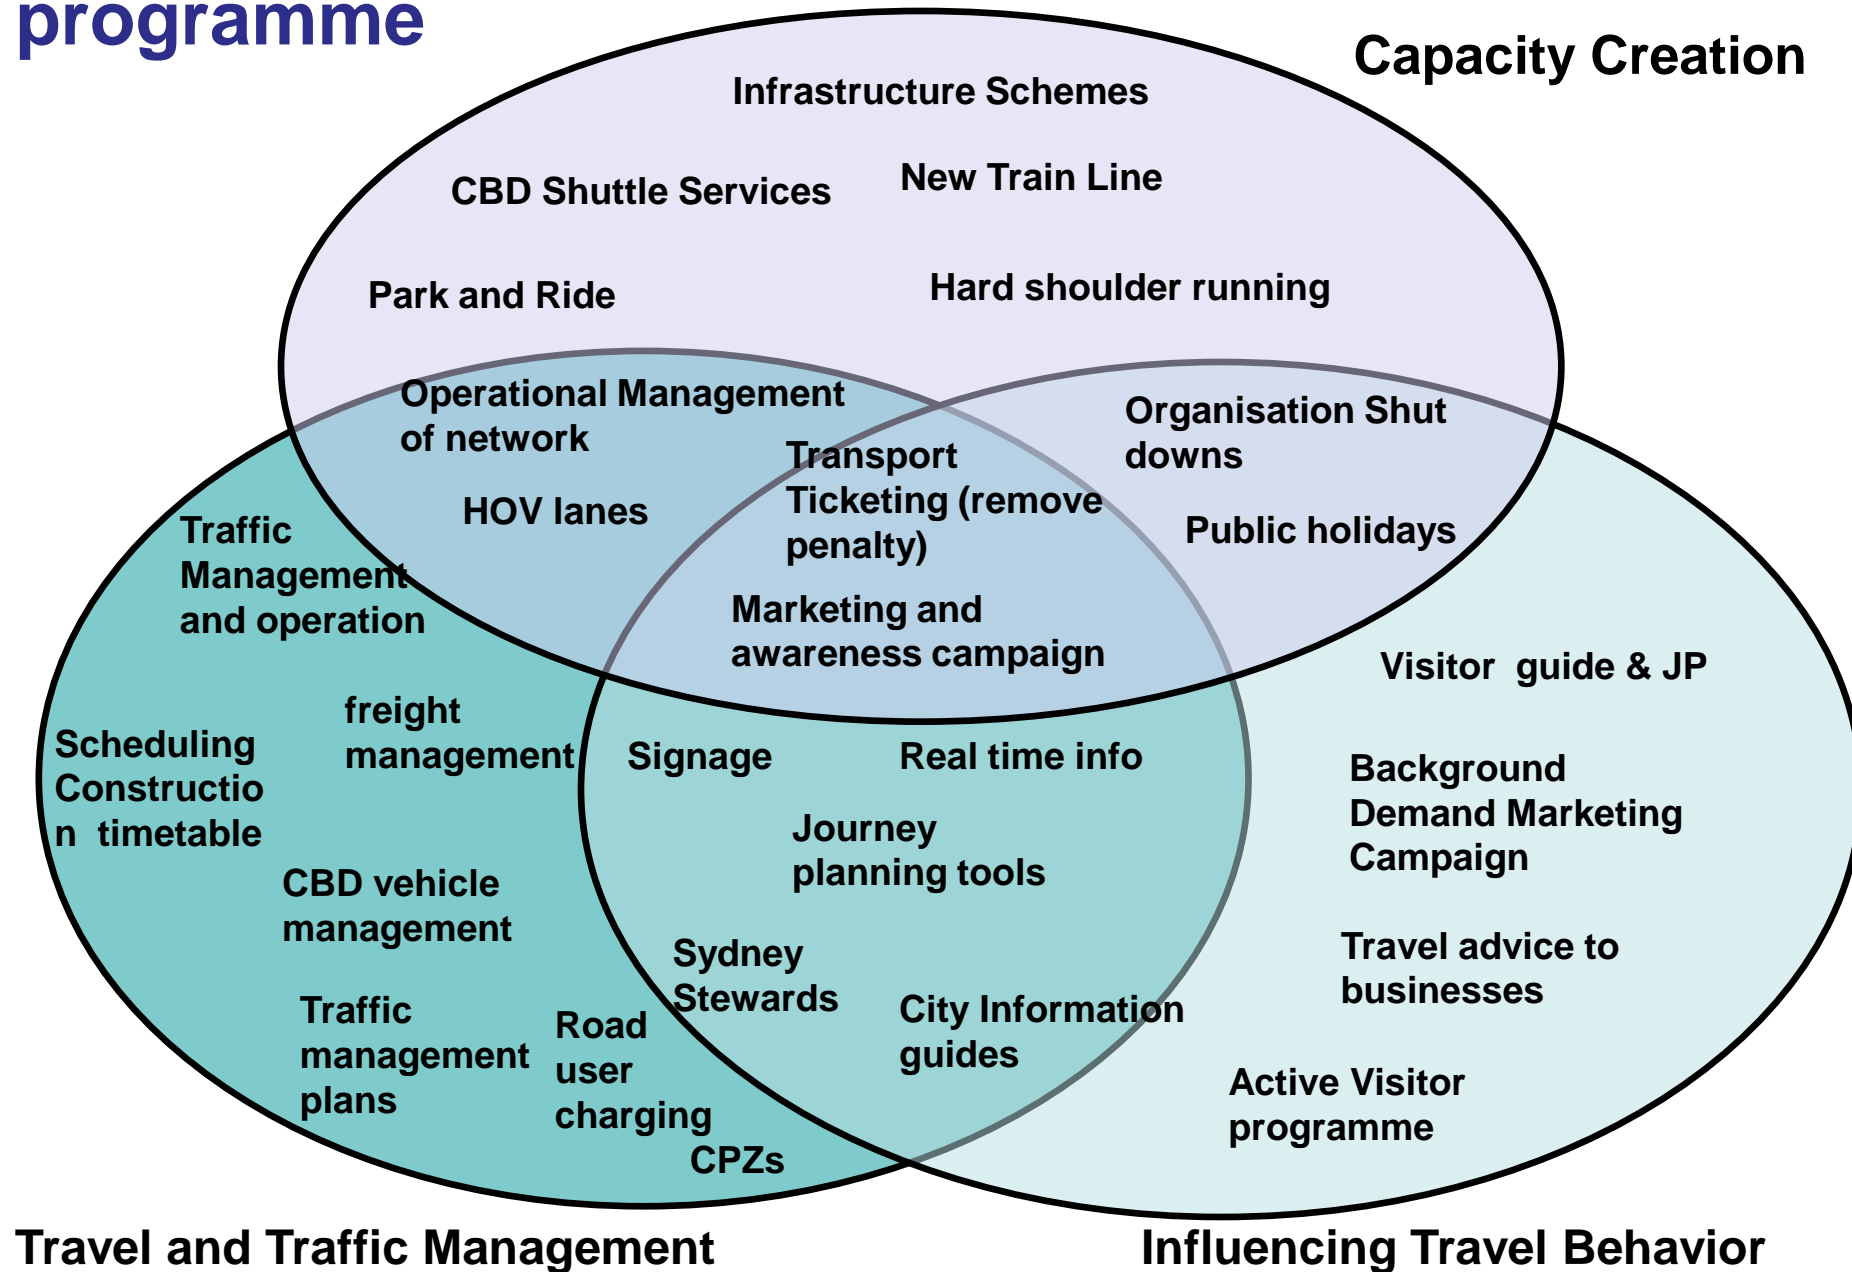 programme
Capacity Creation
Infrastructure Schemes
CBD Shuttle Services
New Train Line
Park and Ride
Hard shoulder running
Operational Management
of network
HOV lanes
Transport
Ticketing (remove
penalty)
Marketing and
awareness campaign
Organisation Shut
downs
Public holidays
Traffic
Management
and operation
freight
management
Scheduling
Constructio
n timetable
CBD vehicle
management
Traffic
management
plans
Road
user
charging
CPZs
Signage
Real time info
Journey
planning tools
Sydney
Stewards
City Information
guides
Visitor guide & JP
Background
Demand Marketing
Campaign
Travel advice to
businesses
Active Visitor
programme
Travel and Traffic Management
Influencing Travel Behavior